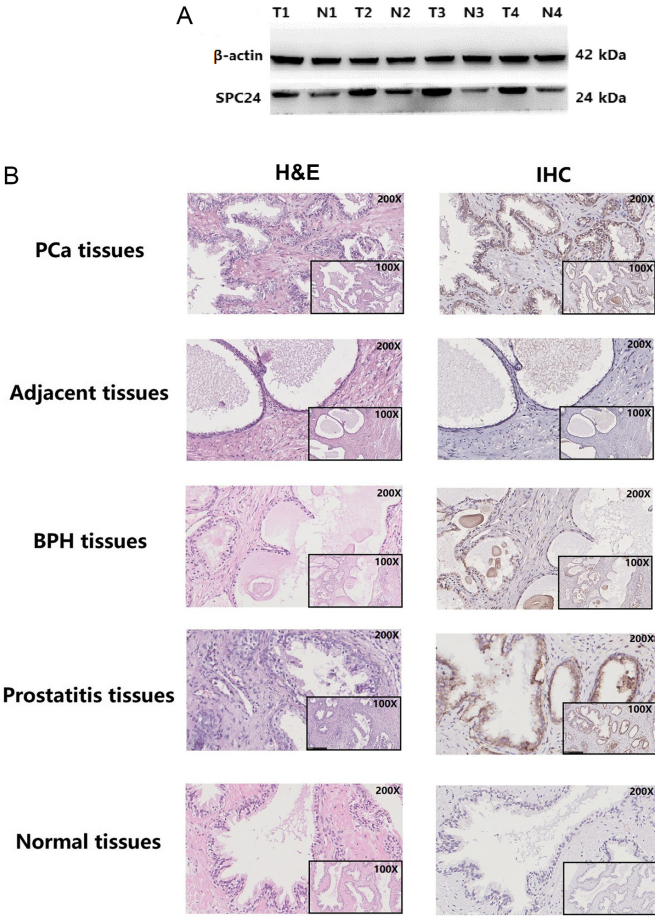 A
T1 N1 T2 N2 T3 N3 T4 N4
β-actin 42 kDa
SPC24 24 kDa
B
H&E IHC
200X 200X
PCa tissues
100X 100X
200X 200X
Adjacent tissues
100X 100X
200X 200X
BPH tissues
100X 100X
200X 200X
Prostatitis tissues
100X 100X
200X 200X
Normal tissues
100X 100X